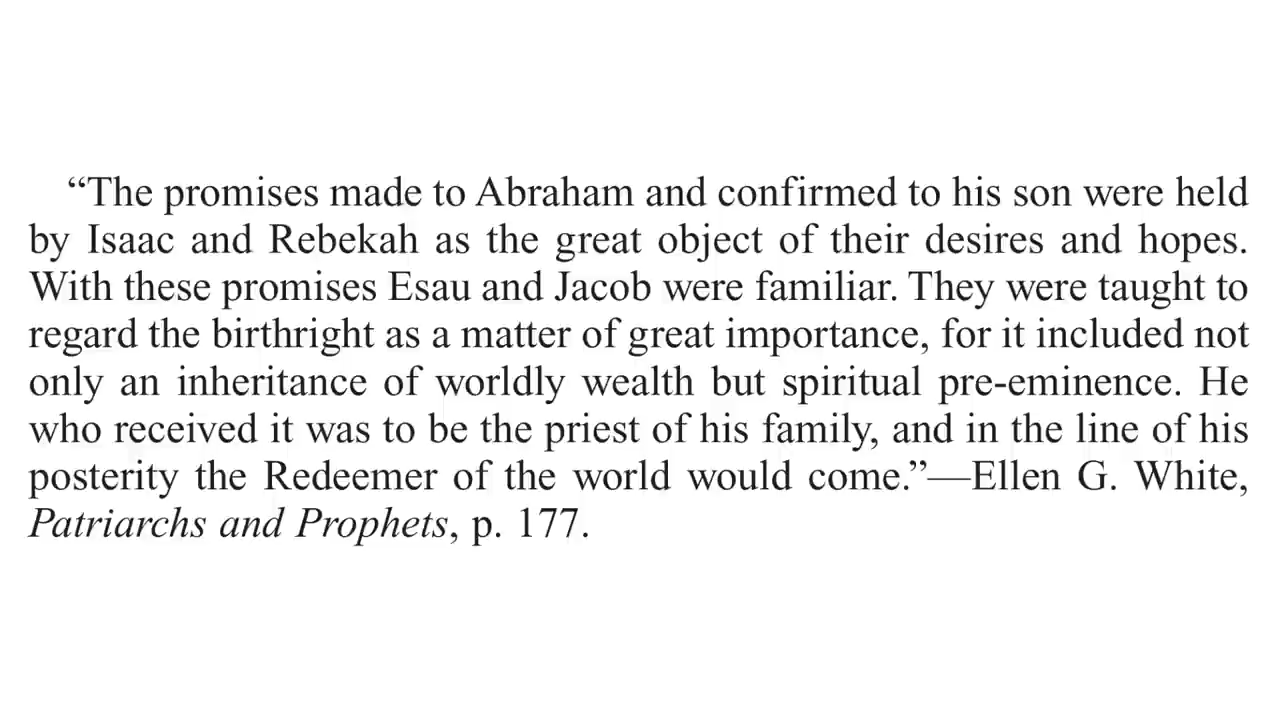 “The promises made to Abraham and confirmed to his son were held
by Isaac and Rebekah as the great object of their desires and hopes.
With these promises Esau and Jacob were familiar. They were taught to
regard the birthright as a matter of great importance, for it included not
only an inheritance of worldly wealth but spiritual pre-eminence. He
who received it was to be the priest of his family, and in the line of his
posterity the Redeemer of the world would come.”—Ellen G. White,
Patriarchs and Prophets, p. 177.